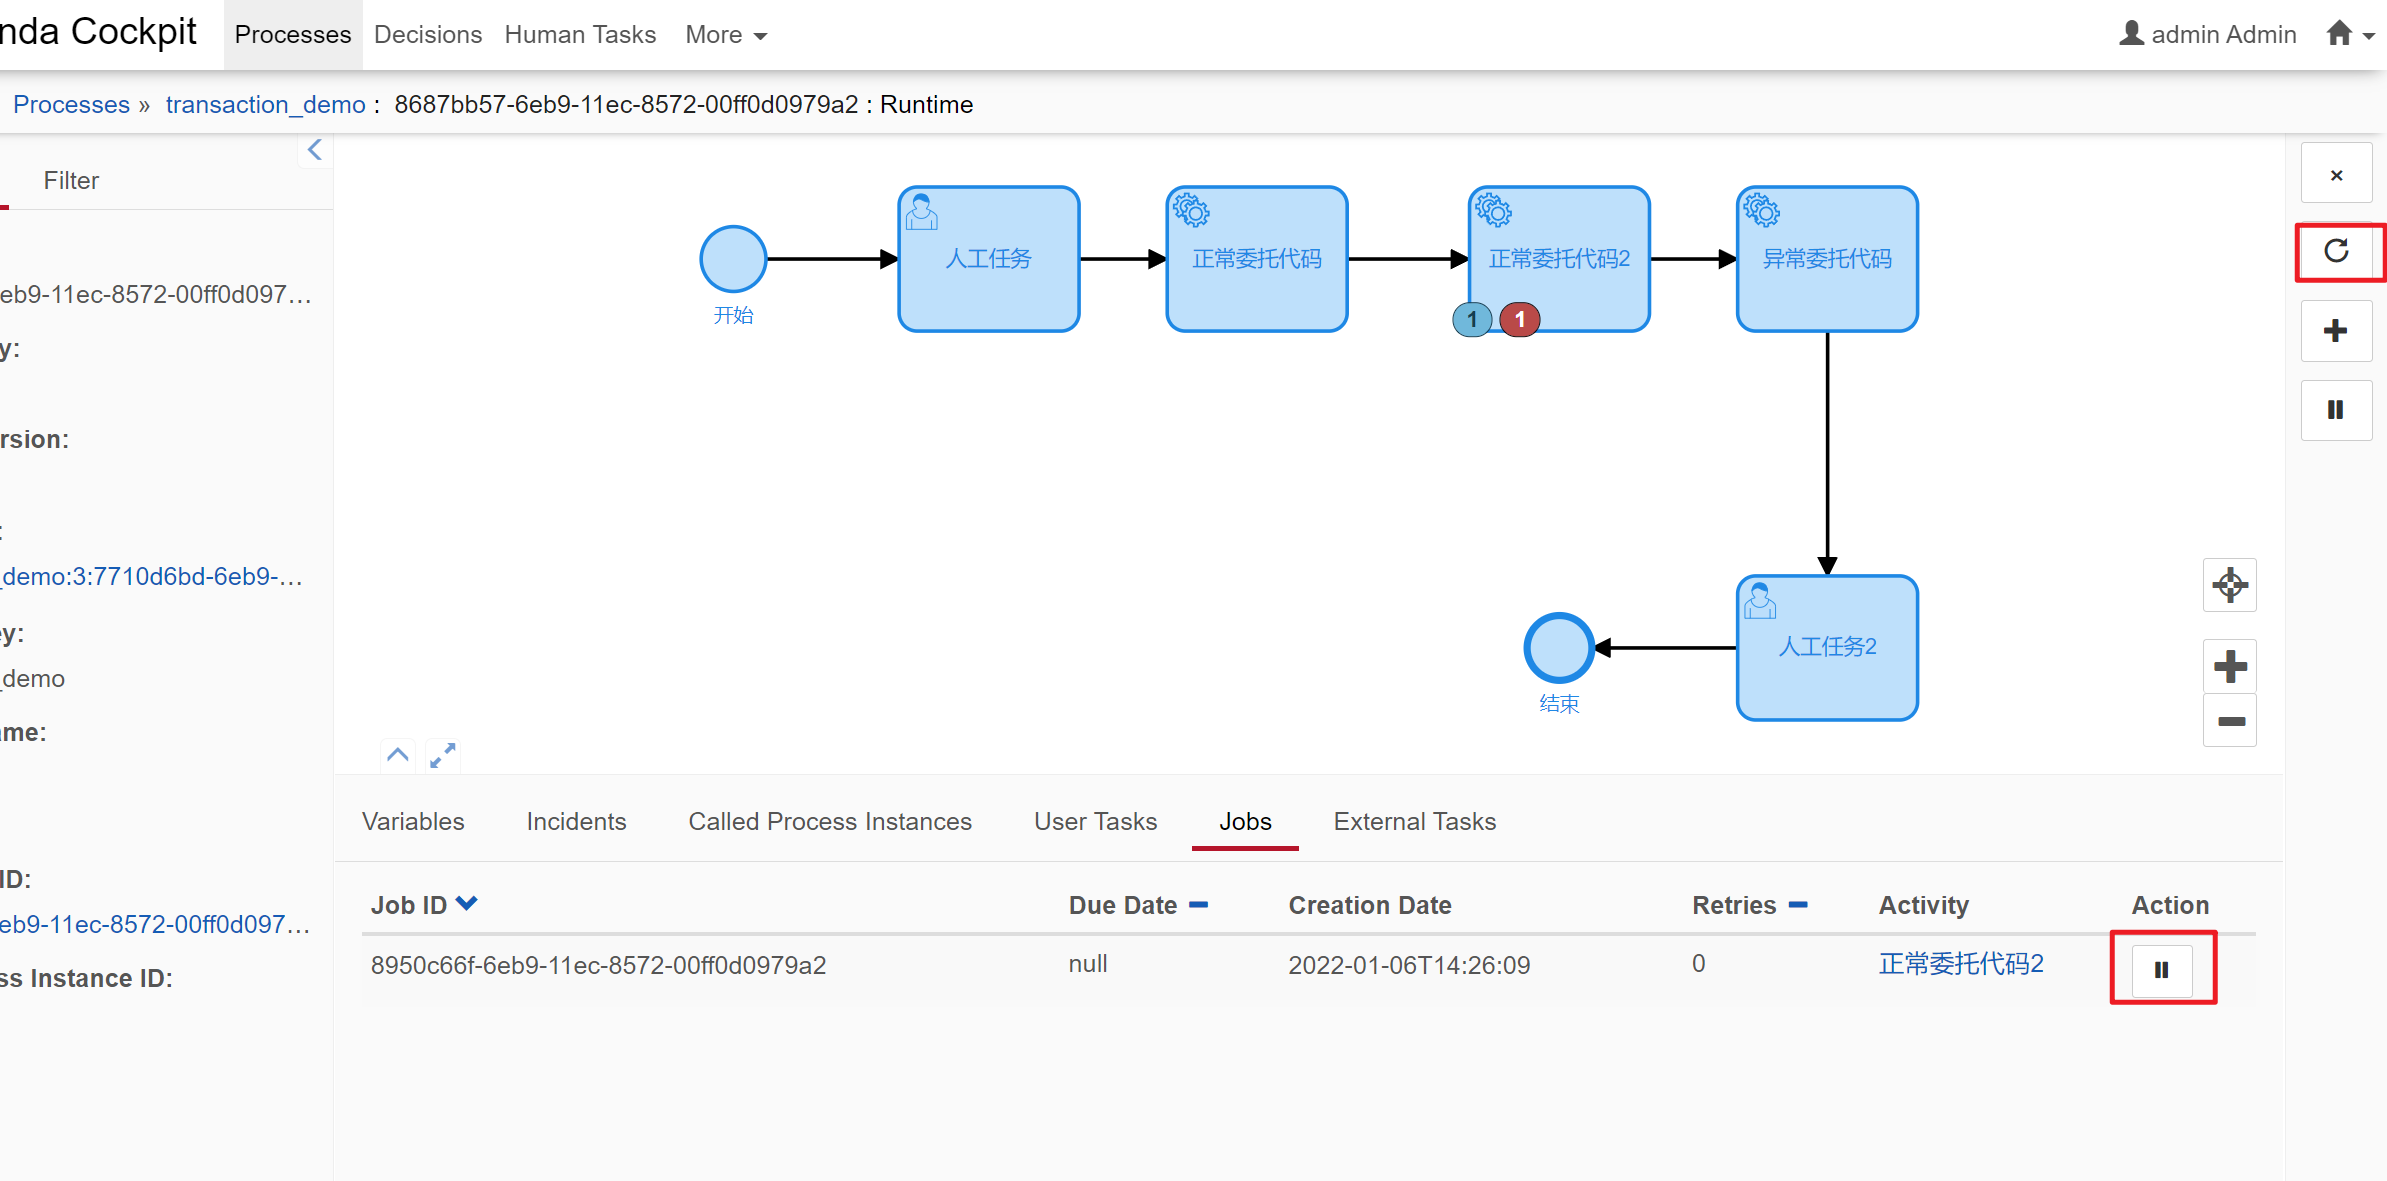 nda Cockpit
Processes
Decisions
Human Tasks
More
admin Admin
Processes » transaction_demo : 8687bb57-6eb9-11ec-8572-00ff0d0979a2 : Runtime
Filter
eb9-11ec-8572-00ff0d097...
y:
rsion:
:
_demo:3:7710d6bd-6eb9-...
ey:
_demo
ame:
ID:
eb9-11ec-8572-00ff0d097...
ss Instance ID:
开始
人工任务
正常委托代码
正常委托代码2
1
1
异常委托代码
人工任务2
结束
Variables
Incidents
Called Process Instances
User Tasks
Jobs
External Tasks
Job ID
Due Date
Creation Date
Retries
Activity
Action
8950c66f-6eb9-11ec-8572-00ff0d0979a2
null
2022-01-06T14:26:09
0
正常委托代码2